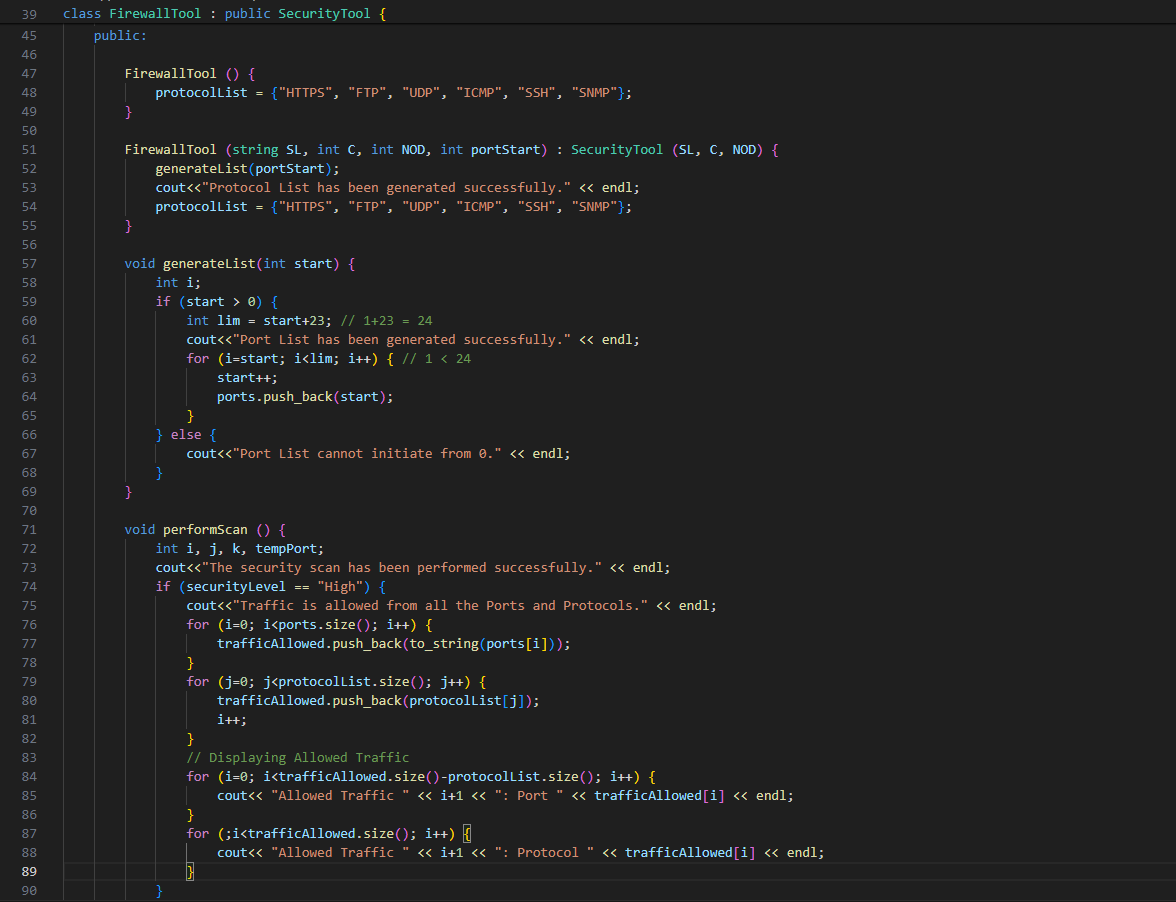 39 class FirewallTool : public SecurityTool {
45 public:
46
47 FirewallTool () {
48 protocolList = {"HTTPS", "FTP", "UDP", "ICMP", "SSH", "SNMP"};
49 }
50
51 FirewallTool (string SL, int C, int NOD, int portStart) : SecurityTool (SL, C, NOD) {
52 generateList(portStart);
53 cout<<"Protocol List has been generated successfully." << endl;
54 protocolList = {"HTTPS", "FTP", "UDP", "ICMP", "SSH", "SNMP"};
55 }
56
57 void generateList(int start) {
58 int i;
59 if (start > 0) {
60 int lim = start+23; // 1+23 = 24
61 cout<<"Port List has been generated successfully." << endl;
62 for (i=start; i<lim; i++) { // 1 < 24
63 start++;
64 ports.push_back(start);
65 }
66 } else {
67 cout<<"Port List cannot initiate from 0." << endl;
68 }
69 }
70
71 void performScan () {
72 int i, j, k, tempPort;
73 cout<<"The security scan has been performed successfully." << endl;
74 if (securityLevel == "High") {
75 cout<<"Traffic is allowed from all the Ports and Protocols." << endl;
76 for (i=0; i<ports.size(); i++) {
77 trafficAllowed.push_back(to_string(ports[i]));
78 }
79 for (j=0; j<protocolList.size(); j++) {
80 trafficAllowed.push_back(protocolList[j]);
81 i++;
82 }
83 // Displaying Allowed Traffic
84 for (i=0; i<trafficAllowed.size()-protocolList.size(); i++) {
85 cout<< "Allowed Traffic " << i+1 << ": Port " << trafficAllowed[i] << endl;
86 }
87 for (;i<trafficAllowed.size(); i++) {
88 cout<< "Allowed Traffic " << i+1 << ": Protocol " << trafficAllowed[i] << endl;
89 }
90 }